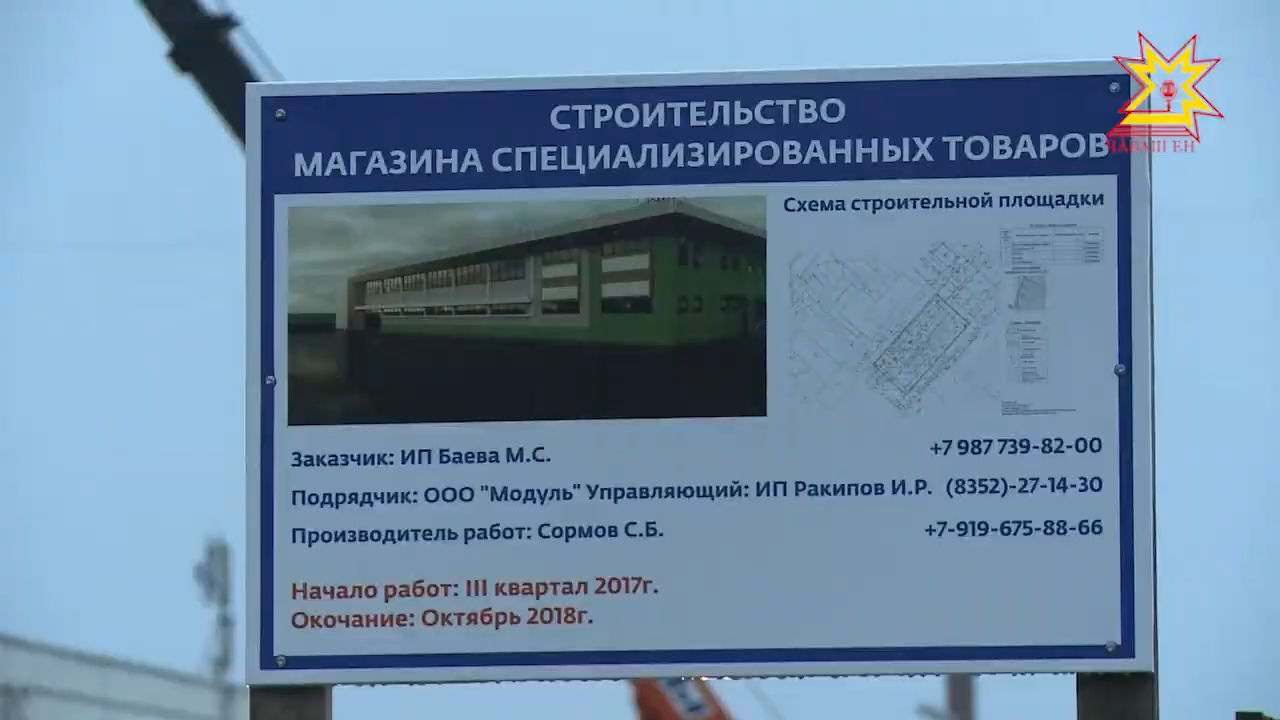 СТРОИТЕЛЬСТВО
МАГАЗИНА СПЕЦИАЛИЗИРОВАННЫХ ТОВАРОВ
ЧĂВАШ ЕН
Схема строительной площадки
Заказчик: ИП Баева М.С. +7 987 739-82-00
Подрядчик: ООО "Модуль" Управляющий: ИП Ракипов И.Р. (8352)-27-14-30
Производитель работ: Сормов С.Б. +7-919-675-88-66
Начало работ: III квартал 2017г.
Окочание: Октябрь 2018г.